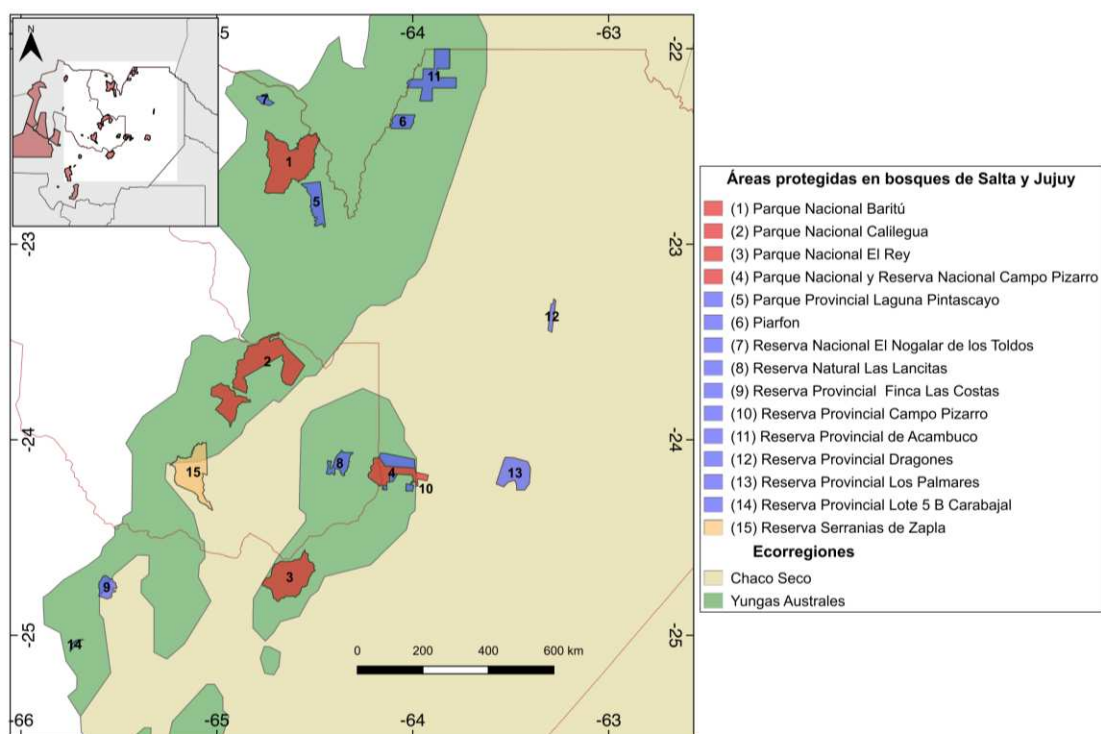 N
5
-64
-63
-22
11
7
6
1
5
-23
12
2
-24
15
8
4
13
10
3
9
14
-25
0 200 400 600 km
-66
-65
-64
-63
Áreas protegidas en bosques de Salta y Jujuy
(1) Parque Nacional Baritú
(2) Parque Nacional Calilegua
(3) Parque Nacional El Rey
(4) Parque Nacional y Reserva Nacional Campo Pizarro
(5) Parque Provincial Laguna Pintascayo
(6) Piarfon
(7) Reserva Nacional El Nogalar de los Toldos
(8) Reserva Natural Las Lancitas
(9) Reserva Provincial Finca Las Costas
(10) Reserva Provincial Campo Pizarro
(11) Reserva Provincial de Acambuco
(12) Reserva Provincial Dragones
(13) Reserva Provincial Los Palmares
(14) Reserva Provincial Lote 5 B Carabajal
(15) Reserva Serranias de Zapla
Ecorregiones
Chaco Seco
Yungas Australes